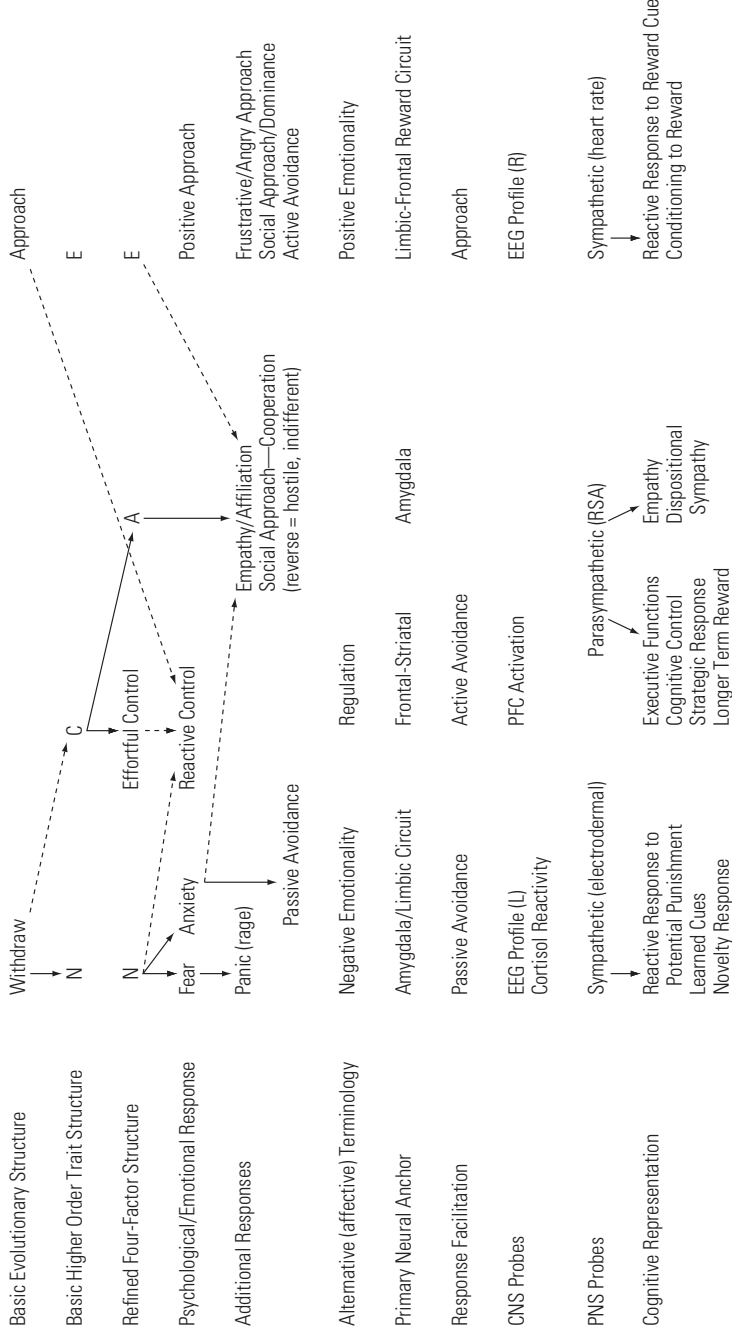 Basic Evolutionary Structure
Withdraw
Approach
Basic Higher Order Trait Structure
N
C
E
Refined Four-Factor Structure
N
Effortful Control
A
E
Psychological/Emotional Response
Fear
Anxiety
Reactive Control
Positive Approach
Additional Responses
Panic (rage)
Passive Avoidance
Empathy/Affiliation
Social Approach—Cooperation
(reverse = hostile, indifferent)
Frustrative/Angry Approach
Social Approach/Dominance
Active Avoidance
Alternative (affective) Terminology
Negative Emotionality
Regulation
Positive Emotionality
Primary Neural Anchor
Amygdala/Limbic Circuit
Frontal-Striatal
Amygdala
Limbic-Frontal Reward Circuit
Response Facilitation
Passive Avoidance
Active Avoidance
Approach
CNS Probes
EEG Profile (L)
Cortisol Reactivity
PFC Activation
EEG Profile (R)
PNS Probes
Sympathetic (electrodermal)
Parasympathetic (RSA)
Sympathetic (heart rate)
Cognitive Representation
Reactive Response to
Potential Punishment
Learned Cues
Novelty Response
Executive Functions
Cognitive Control
Strategic Response
Longer Term Reward
Empathy
Dispositional
Sympathy
Reactive Response to Reward Cue
Conditioning to Reward